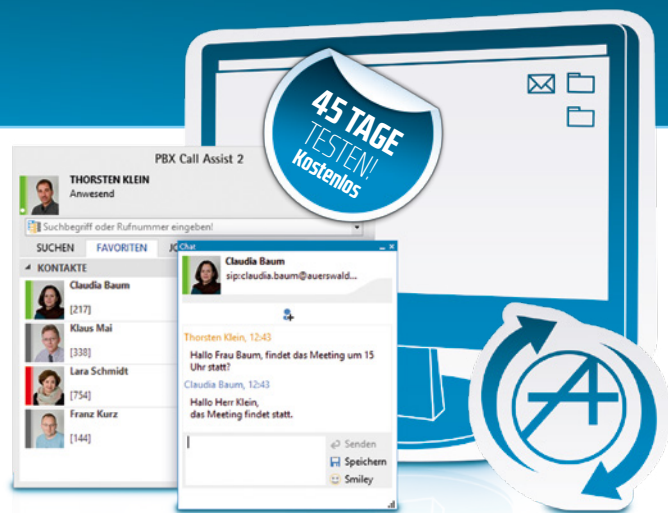 45 TAGE
TESTEN!
Kostenlos
PBX Call Assist 2
THORSTEN KLEIN
Anwesend
Suchbegriff oder Rufnummer eingeben!
SUCHEN FAVORITEN
KONTAKTE
Claudia Baum
[217]
Klaus Mai
[338]
Lara Schmidt
[754]
Franz Kurz
[144]
Chat
Claudia Baum
sip:claudia.baum@auerswald...
Thorsten Klein, 12:43
Hallo Frau Baum, findet das Meeting um 15
Uhr statt?
Claudia Baum, 12:43
Hallo Herr Klein,
das Meeting findet statt.
Senden
Speichern
Smiley